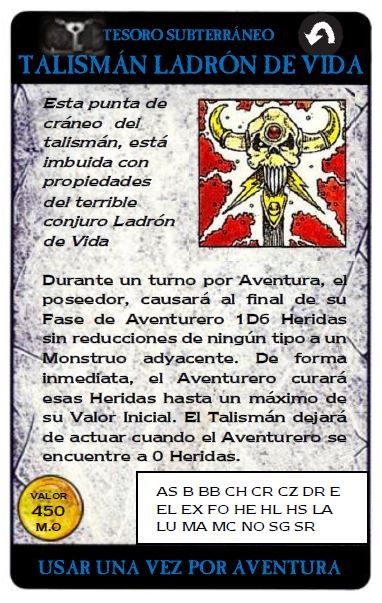 TESORO SUBTERRÁNEO
TALISMÁN LADRÓN DE VIDA
Esta punta de
cráneo del
talismán, está
imbuida con
propiedades
del terrible
conjuro Ladrón
de Vida
Durante un turno por Aventura, el
poseedor, causará al final de su
Fase de Aventurero 1D6 Heridas
sin reducciones de ningún tipo a un
Monstruo adyacente. De forma
inmediata, el Aventurero curará
esas Heridas hasta un máximo de
su Valor Inicial. El Talismán dejará
de actuar cuando el Aventurero se
encuentre a 0 Heridas.
VALOR
450
M.O
AS B BB CH CR CZ DR E
EL EX FO HE HL HS LA
LU MA MC NO SG SR
USAR UNA VEZ POR AVENTURA